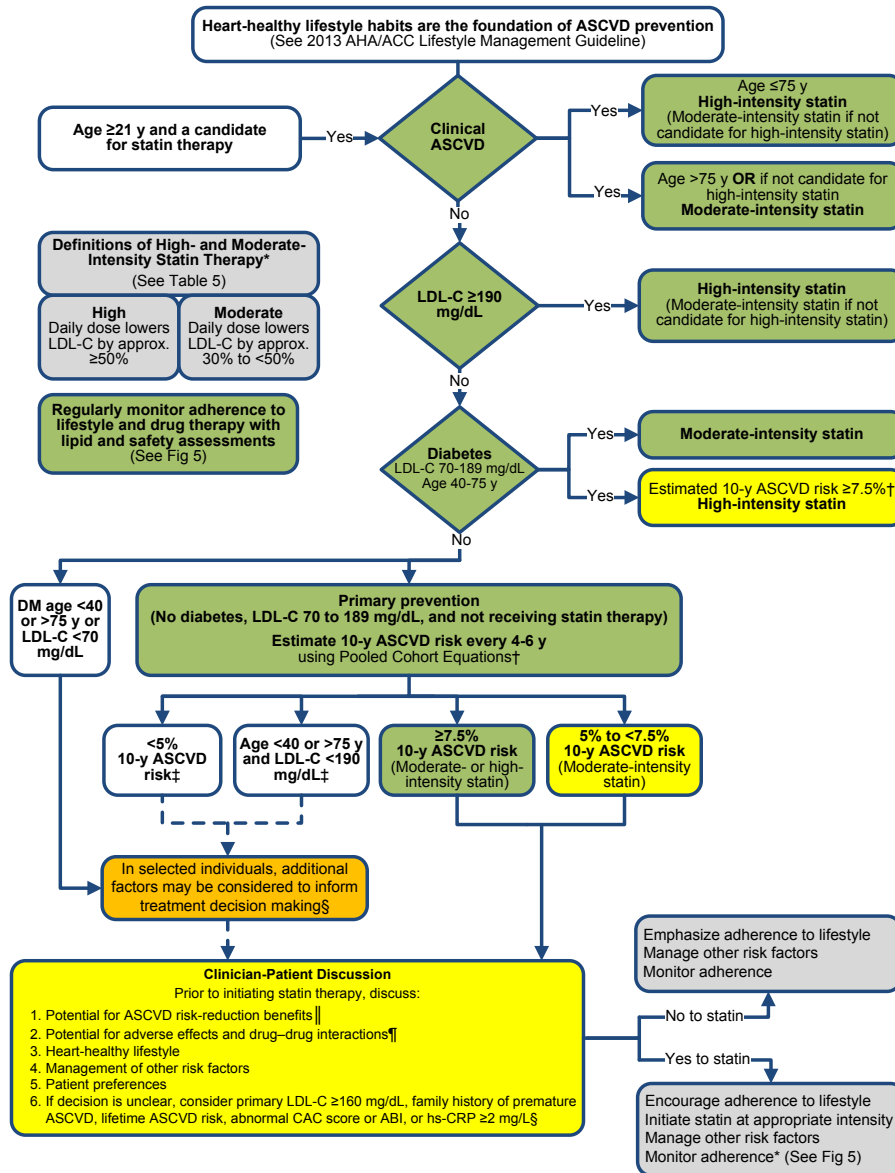 Heart-healthy lifestyle habits are the foundation of ASCVD prevention
(See 2013 AHA/ACC Lifestyle Management Guideline)
Age ≥21 y and a candidate
for statin therapy
Yes
Clinical
ASCVD
Yes
Age ≤75 y
High-intensity statin
(Moderate-intensity statin if not
candidate for high-intensity statin)
Yes
Age >75 y OR if not candidate for
high-intensity statin
Moderate-intensity statin
No
Definitions of High- and Moderate-
Intensity Statin Therapy*
(See Table 5)
High
Daily dose lowers
LDL-C by approx.
≥50%
Moderate
Daily dose lowers
LDL-C by approx.
30% to <50%
LDL-C ≥190
mg/dL
Yes
High-intensity statin
(Moderate-intensity statin if not
candidate for high-intensity statin)
No
Regularly monitor adherence to
lifestyle and drug therapy with
lipid and safety assessments
(See Fig 5)
Diabetes
LDL-C 70-189 mg/dL
Age 40-75 y
Yes
Moderate-intensity statin
Yes
Estimated 10-y ASCVD risk ≥7.5%†
High-intensity statin
No
DM age <40
or >75 y or
LDL-C <70
mg/dL
Primary prevention
(No diabetes, LDL-C 70 to 189 mg/dL, and not receiving statin therapy)
Estimate 10-y ASCVD risk every 4-6 y
using Pooled Cohort Equations†
<5%
10-y ASCVD
risk‡
Age <40 or >75 y
and LDL-C <190
mg/dL‡
≥7.5%
10-y ASCVD risk
(Moderate- or high-
intensity statin)
5% to <7.5%
10-y ASCVD risk
(Moderate-intensity
statin)
In selected individuals, additional
factors may be considered to inform
treatment decision making§
Clinician-Patient Discussion
Prior to initiating statin therapy, discuss:
1. Potential for ASCVD risk-reduction benefits‖
2. Potential for adverse effects and drug–drug interactions¶
3. Heart-healthy lifestyle
4. Management of other risk factors
5. Patient preferences
6. If decision is unclear, consider primary LDL-C ≥160 mg/dL, family history of premature
ASCVD, lifetime ASCVD risk, abnormal CAC score or ABI, or hs-CRP ≥2 mg/L§
Emphasize adherence to lifestyle
Manage other risk factors
Monitor adherence
No to statin
Yes to statin
Encourage adherence to lifestyle
Initiate statin at appropriate intensity
Manage other risk factors
Monitor adherence* (See Fig 5)